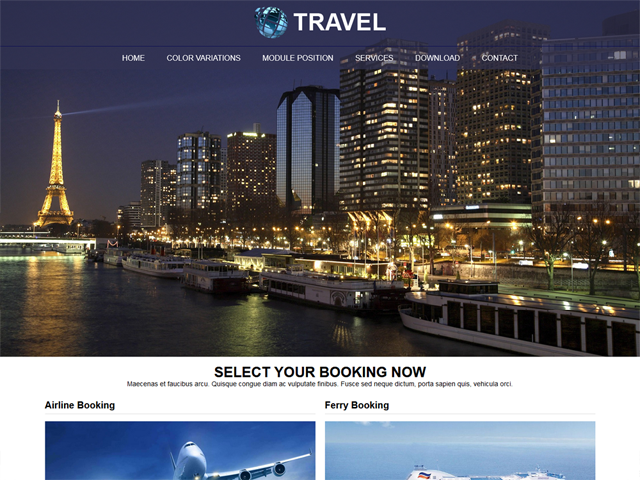 TRAVEL
HOME COLOR VARIATIONS MODULE POSITION SERVICES DOWNLOAD CONTACT
SELECT YOUR BOOKING NOW
Maecenas et faucibus arcu. Quisque congue diam ac vulputate finibus. Fusce sed neque dictum, porta sapien quis, vehicula orci.
Airline Booking
Ferry Booking